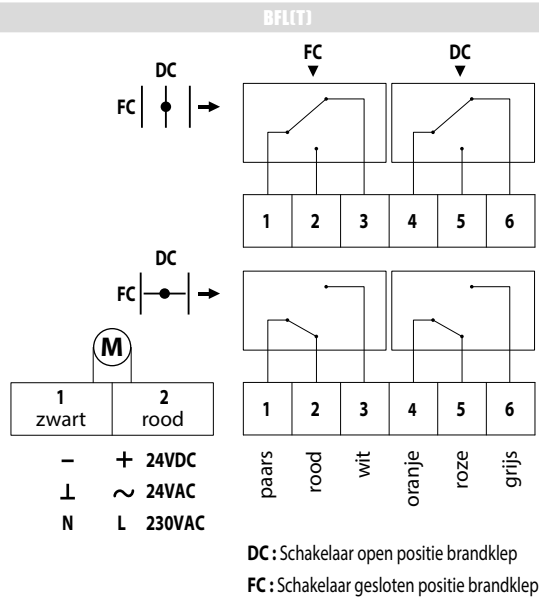 BFL(T)
FC DC
DC
FC
1 2 3 4 5 6
DC
FC
M
1 2
zwart rood
1 2 3 4 5 6
paars rood wit oranje roze grijs
– + 24VDC
⊥ ~ 24VAC
N L 230VAC
DC : Schakelaar open positie brandklep
FC : Schakelaar gesloten positie brandklep